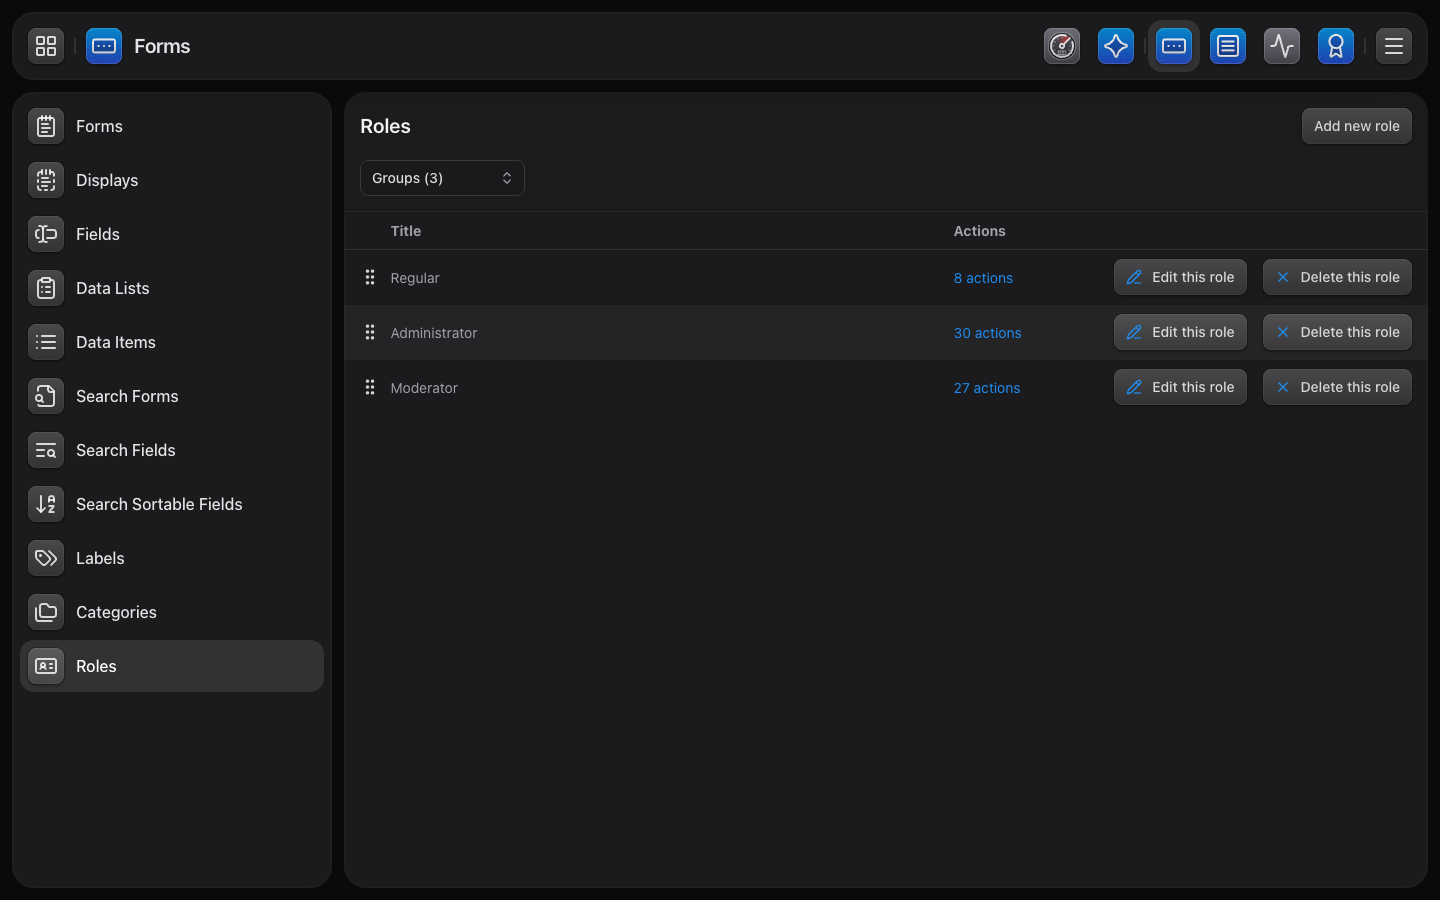 Forms
Forms
Displays
Fields
Data Lists
Data Items
Search Forms
Search Fields
Search Sortable Fields
Labels
Categories
Roles
Roles
Add new role
Groups (3)
Title Actions
Regular 8 actions Edit this role Delete this role
Administrator 30 actions Edit this role Delete this role
Moderator 27 actions Edit this role Delete this role